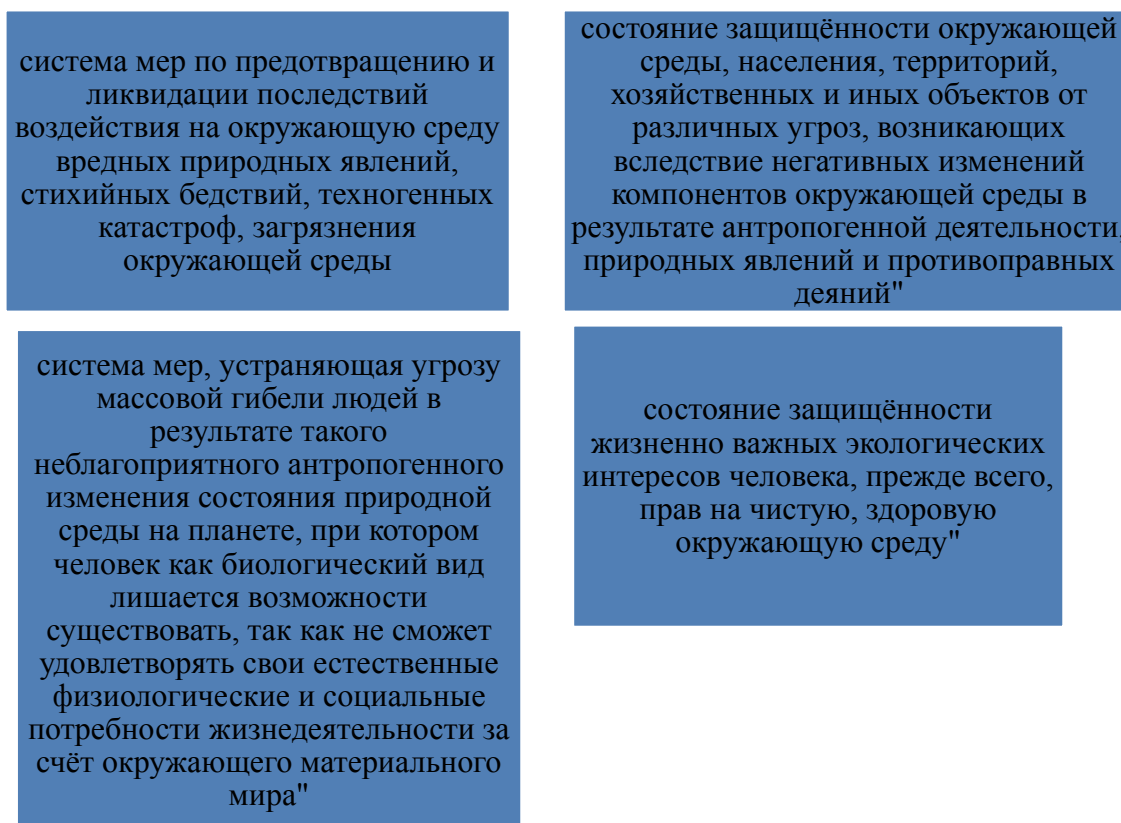 система мер по предотвращению и
ликвидации последствий
воздействия на окружающую среду
вредных природных явлений,
стихийных бедствий, техногенных
катастроф, загрязнения
окружающей среды
состояние защищённости окружающей
среды, населения, территорий,
хозяйственных и иных объектов от
различных угроз, возникающих
вследствие негативных изменений
компонентов окружающей среды в
результате антропогенной деятельности,
природных явлений и противоправных
деяний"
система мер, устраняющая угрозу
массовой гибели людей в
результате такого
неблагоприятного антропогенного
изменения состояния природной
среды на планете, при котором
человек как биологический вид
лишается возможности
существовать, так как не сможет
удовлетворять свои естественные
физиологические и социальные
потребности жизнедеятельности за
счёт окружающего материального
мира"
состояние защищённости
жизненно важных экологических
интересов человека, прежде всего,
прав на чистую, здоровую
окружающую среду"